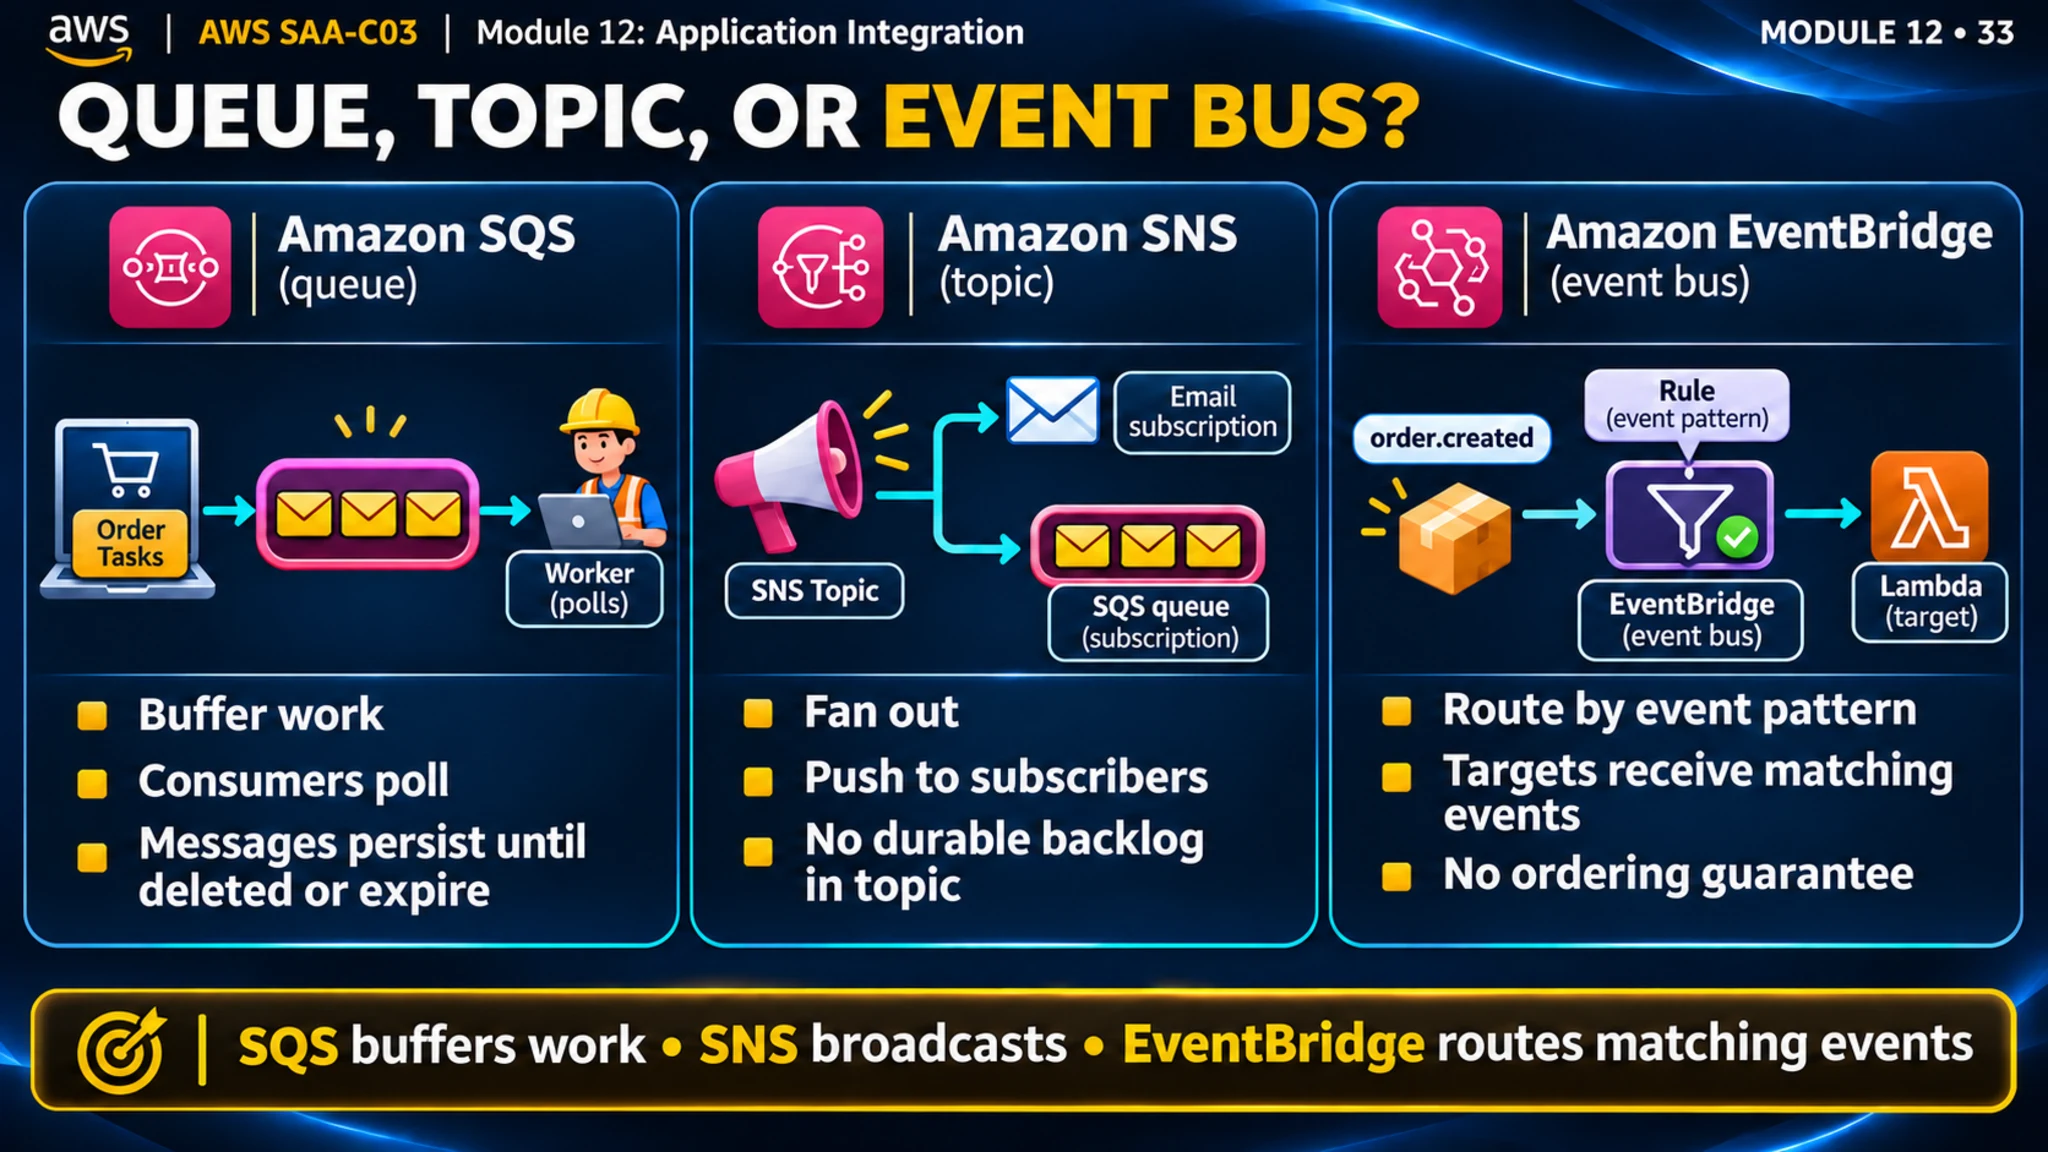 aws | AWS SAA-C03 | Module 12: Application Integration
MODULE 12 • 33
QUEUE, TOPIC, OR EVENT BUS?
Amazon SQS
(queue)
Order
Tasks
Worker
(polls)
Buffer work
Consumers poll
Messages persist until
deleted or expire
Amazon SNS
(topic)
SNS Topic
Email
subscription
SQS queue
(subscription)
Fan out
Push to subscribers
No durable backlog
in topic
Amazon EventBridge
(event bus)
order.created
Rule
(event pattern)
EventBridge
(event bus)
Lambda
(target)
Route by event pattern
Targets receive matching
events
No ordering guarantee
SQS buffers work • SNS broadcasts • EventBridge routes matching events